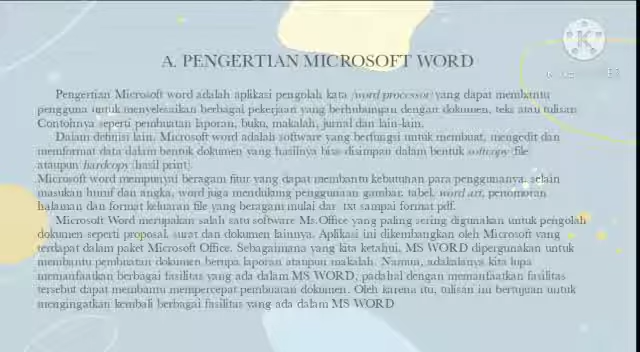 A. PENGERTIAN MICROSOFT WORD
Pengertian Microsoft word adalah aplikasi pengolah kata (word processor) yang dapat membantu
pengguna untuk menyelesaikan berbagai pekerjaan yang berhubungan dengan dokumen, teks atau tulisan
Contohnya seperti pembuatan laporan, buku, makalah, jurnal dan lain-lain.
Dalam definisi lain, Microsoft word adalah software yang berfungsi untuk membuat, mengedit dan
memformat data dalam bentuk dokumen yang hasilnya bisa disimpan dalam bentuk softcopy (file
ataupun hardcopy (hasil print).
Microsoft word mempunyai beragam fitur yang dapat membantu kebutuhan para penggunanya. selain
masukan huruf dan angka, word juga mendukung penggunaan gambar, tabel, word art, penomoran
halaman dan format keluaran file yang beragam mulai dar .txt sampai format pdf.
Microsoft Word merupakan salah satu software Ms.Office yang paling sering digunakan untuk pengolah
dokumen seperti proposal, surat dan dokumen lainnya. Aplikasi ini dikembangkan oleh Microsoft yang
terdapat dalam paket Microsoft Office. Sebagaimana yang kita ketahui, MS WORD dipergunakan untuk
membantu pembuatan dokumen berupa laporan ataupun makalah. Namun, adakalanya kita lupa
memanfaatkan berbagai fasilitas yang ada dalam MS WORD, padahal dengan memanfaatkan fasilitas
tersebut dapat membantu mempercepat pembuatan dokumen. Oleh karena itu, tulisan ini bertujuan untuk
mengingatkan kembali berbagai fasilitas yang ada dalam MS WORD